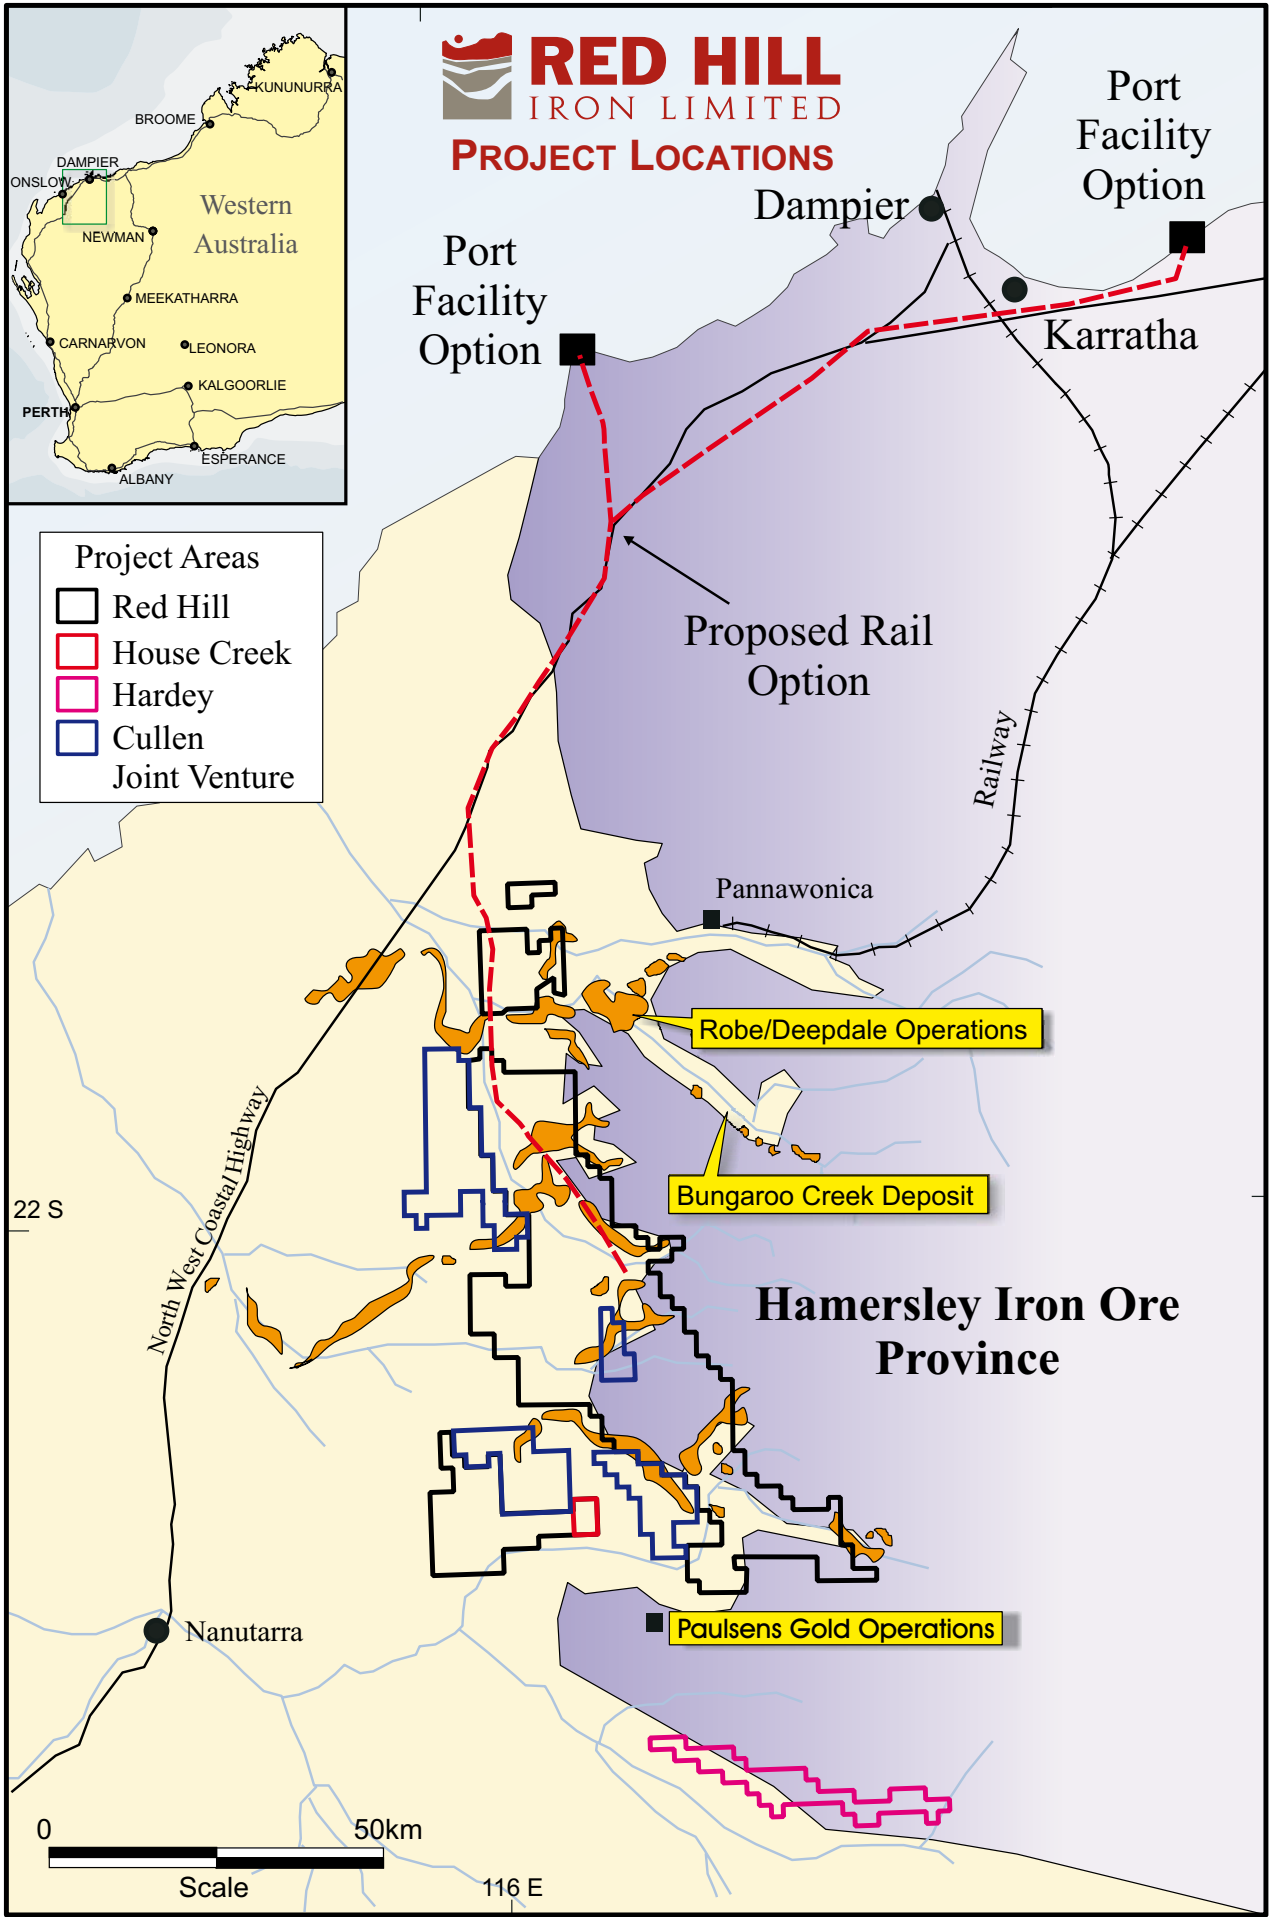 RED HILL
IRON LIMITED
PROJECT LOCATIONS
KUNUNURRA
BROOME
DAMPIER
ONSLOW
Western
Australia
NEWMAN
MEEKATHARRA
CARNARVON
LEONORA
KALGOORLIE
PERTH
ESPERANCE
ALBANY
Port
Facility
Option
Dampier
Port
Facility
Option
Karratha
Project Areas
Red Hill
House Creek
Hardey
Cullen
Joint Venture
Proposed Rail
Option
Railway
Pannawonica
Robe/Deepdale Operations
Bungaroo Creek Deposit
North West Coastal Highway
22 S
Hamersley Iron Ore
Province
Nanutarra
Paulsens Gold Operations
0
50km
Scale
116 E